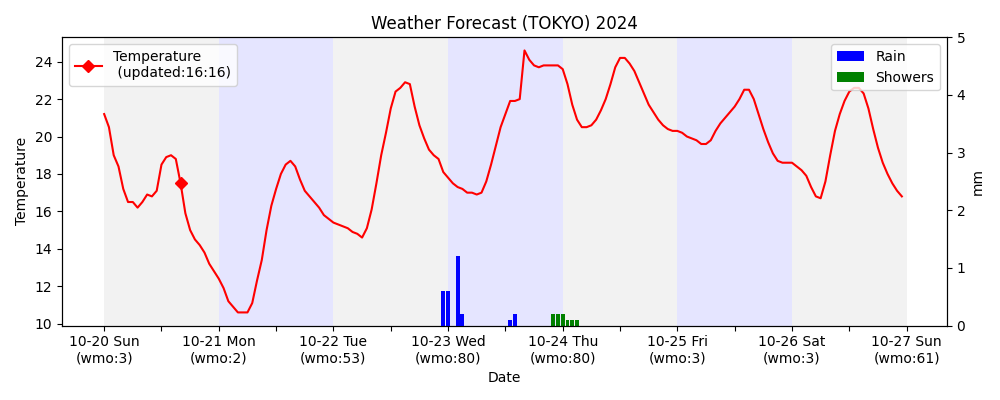 Weather Forecast (TOKYO) 2024
Temperature
(updated:16:16)
Rain
Showers
Temperature
24
22
20
18
16
14
12
10
5
4
3
2
1
0
mm
10-20 Sun
(wmo:3)
10-21 Mon
(wmo:2)
10-22 Tue
(wmo:53)
10-23 Wed
(wmo:80)
10-24 Thu
(wmo:80)
10-25 Fri
(wmo:3)
10-26 Sat
(wmo:3)
10-27 Sun
(wmo:61)
Date